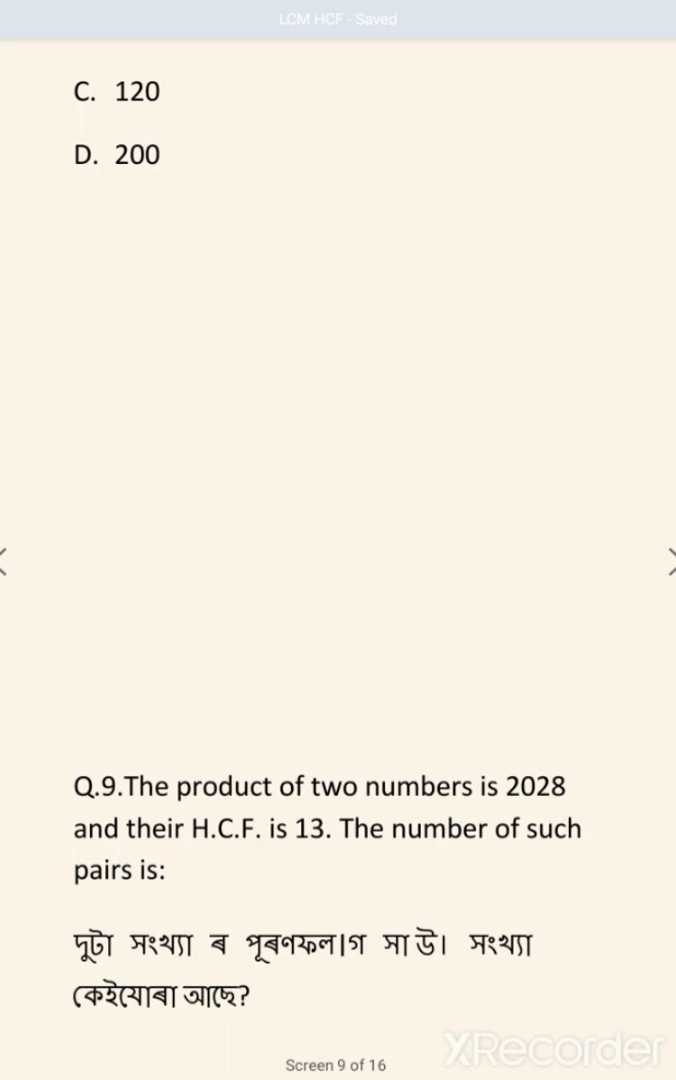 LCM HCF - Saved
C. 120
D. 200
Q.9.The product of two numbers is 2028
and their H.C.F. is 13. The number of such
pairs is:
দুটা সংখ্যা ৰ পূৰণফল।গ সা উ। সংখ্যা
কেইযোৰা আছে?
Screen 9 of 16
XRecorder